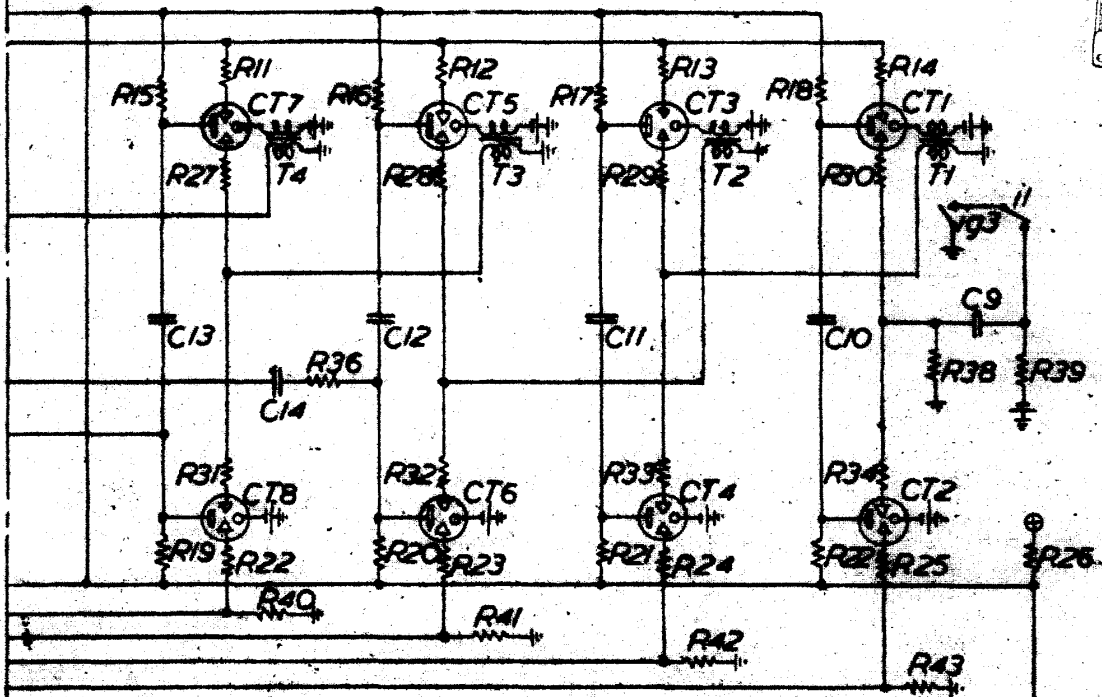 R11 R12 R13 R14
R15 R16 R17 R18
CT7 CT5 CT3 CT1
R27 T4 R28 T3 R29 T2 R30 T1
11
yg3
C9
C13 C12 C11 C10
R36
R38 R39
C14
R31 R32 R33 R34
CT8 CT6 CT4 CT2
R19 R22 R20 R23 R21 R24 R22 R25 R26
R40
R41
R42
R43